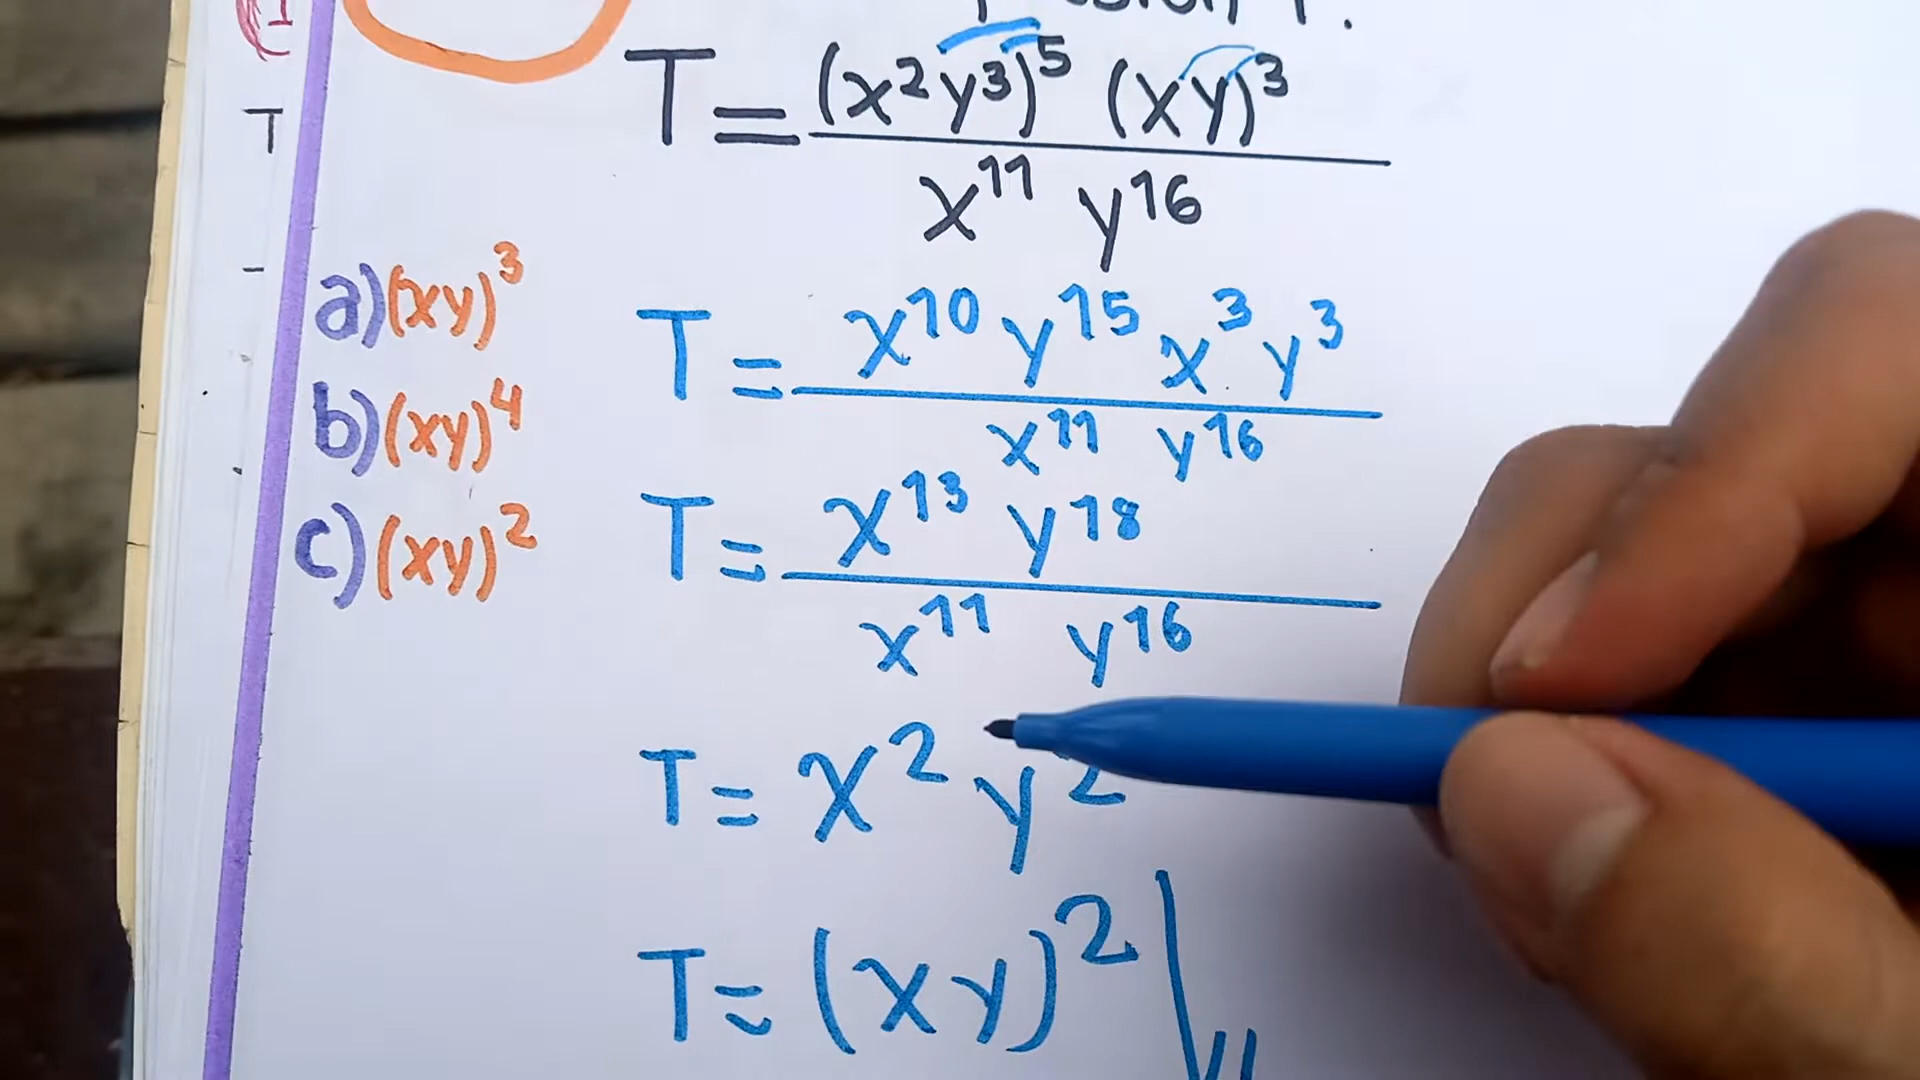 T = (x²y³)⁵ (xy)³ / x¹¹ y¹⁶
a) (xy)³
b) (xy)⁴
c) (xy)²
T = x¹⁰ y¹⁵ x³ y³ / x¹¹ y¹⁶
T = x¹³ y¹⁸ / x¹¹ y¹⁶
T = x² y²
T = (xy)²
T